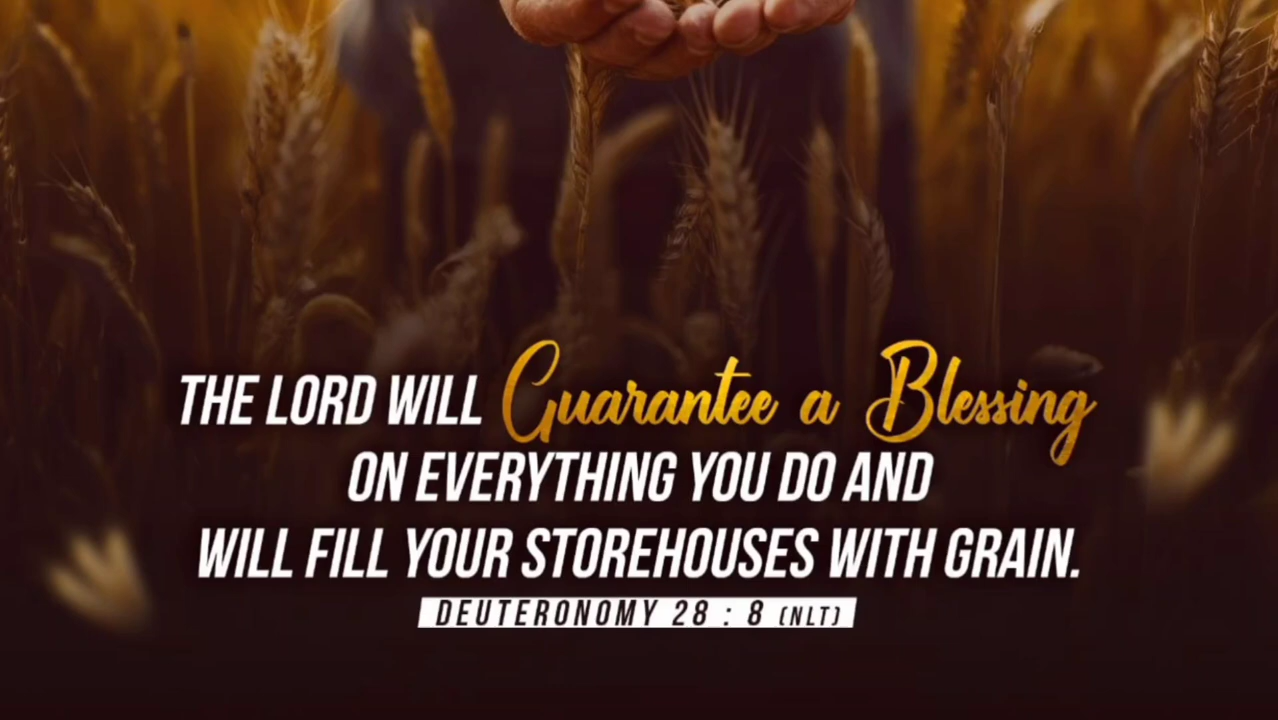 THE LORD WILL Guarantee a Blessing
ON EVERYTHING YOU DO AND
WILL FILL YOUR STOREHOUSES WITH GRAIN.
DEUTERONOMY 28 : 8 (NLT)